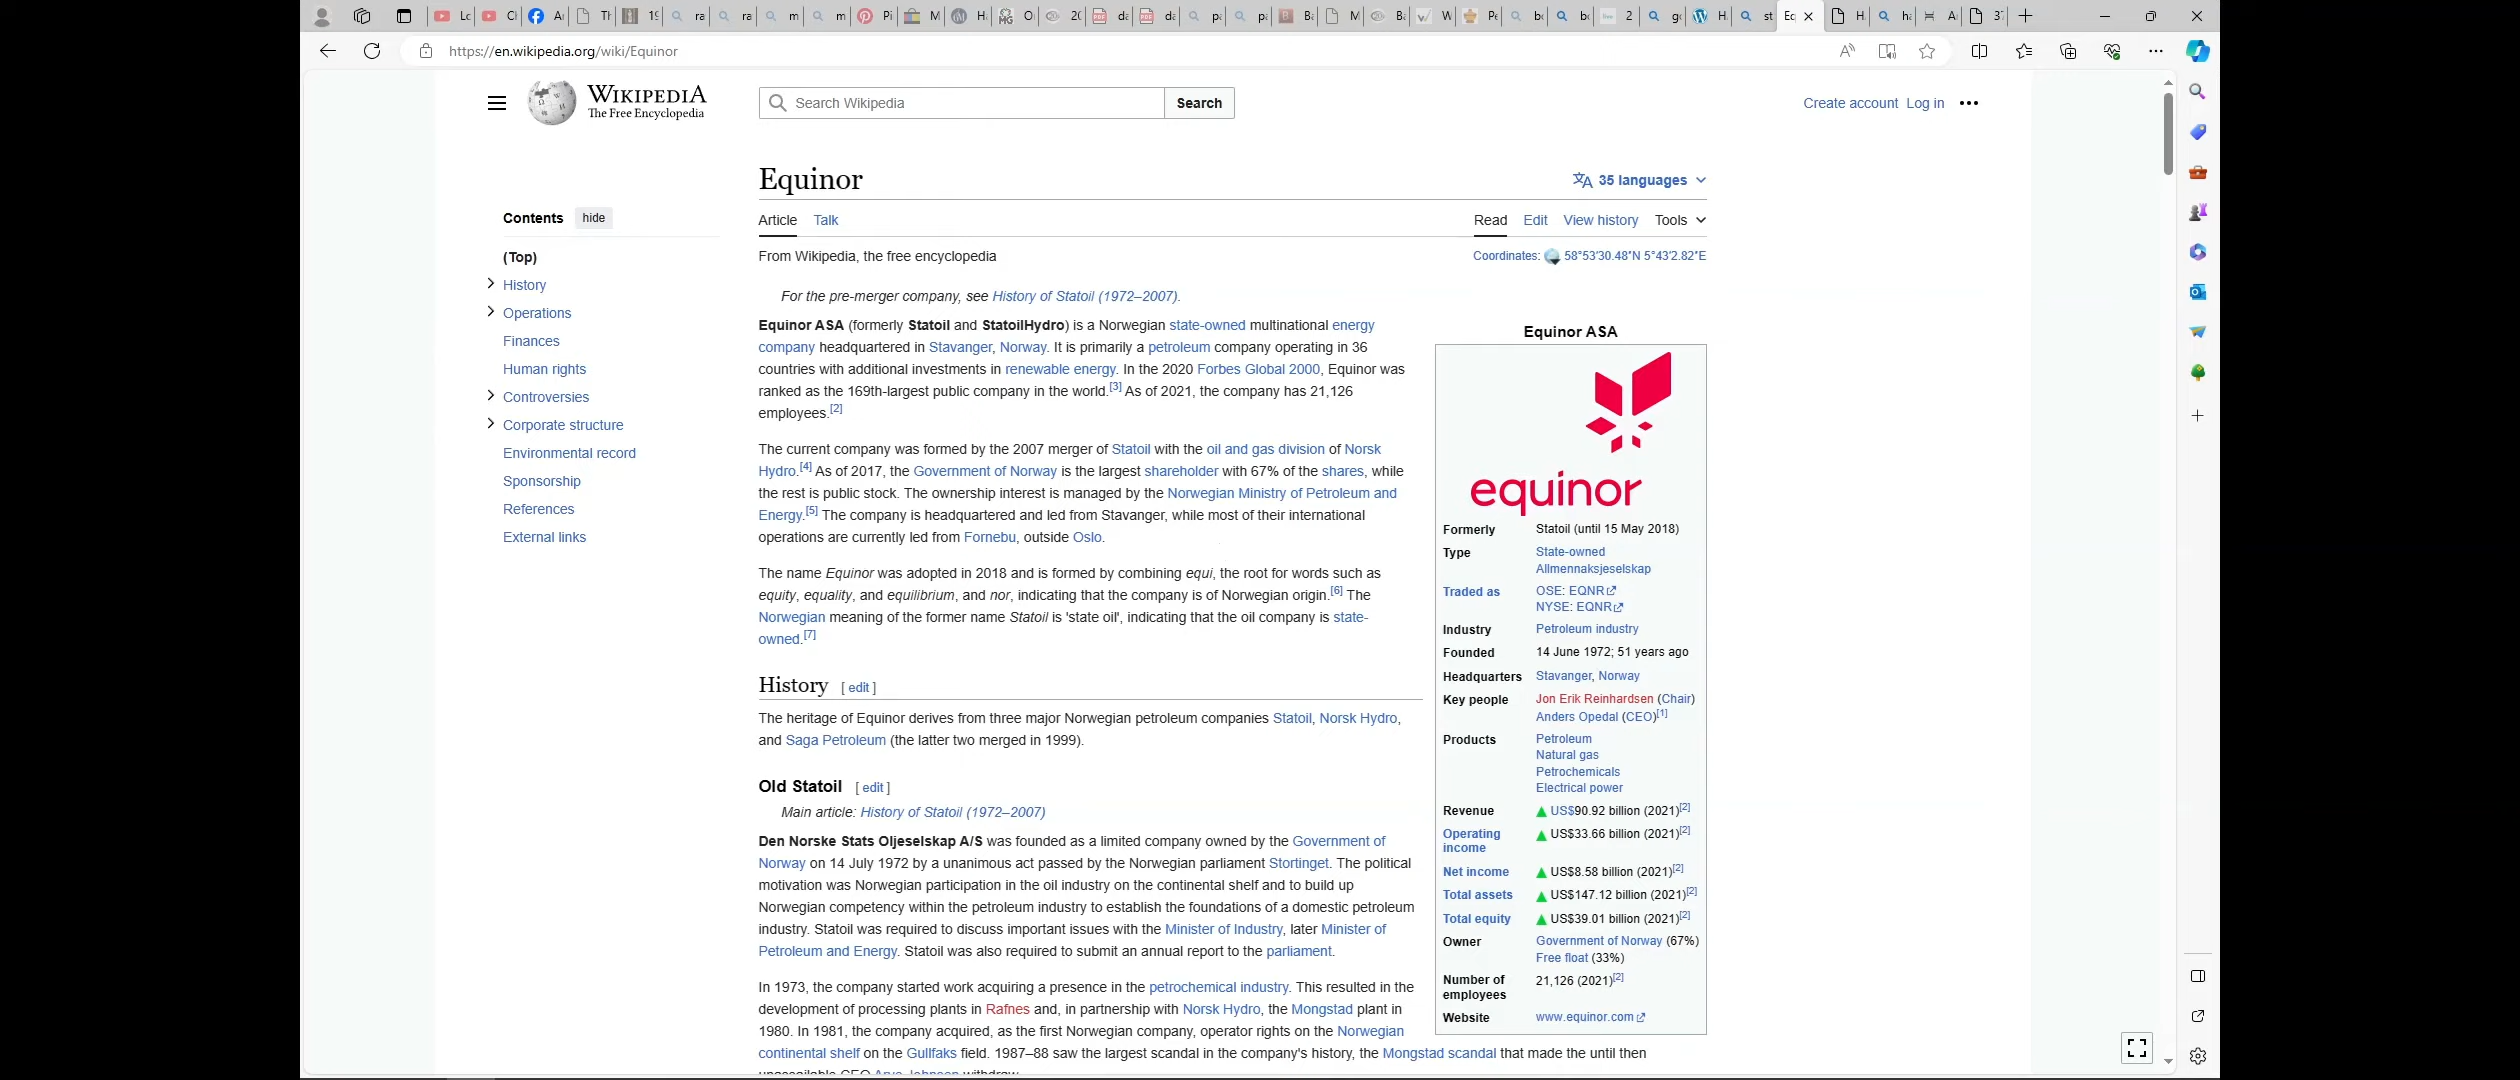 https://en.wikipedia.org/wiki/Equinor
WIKIPEDIA
The Free Encyclopedia
Search Wikipedia
Search
Create account Log in
Equinor
35 languages
Contents hide
Article Talk
Read Edit View history Tools
(Top)
History
Operations
Finances
Human rights
Controversies
Corporate structure
Environmental record
Sponsorship
References
External links
From Wikipedia, the free encyclopedia
Coordinates: 58°53′30.48″N 5°43′2.82″E
For the pre-merger company, see History of Statoil (1972–2007).
Equinor ASA (formerly Statoil and StatoilHydro) is a Norwegian state-owned multinational energy
company headquartered in Stavanger, Norway. It is primarily a petroleum company operating in 36
countries with additional investments in renewable energy. In the 2020 Forbes Global 2000, Equinor was
ranked as the 169th-largest public company in the world.[3] As of 2021, the company has 21,126
employees.[2]
The current company was formed by the 2007 merger of Statoil with the oil and gas division of Norsk
Hydro.[4] As of 2017, the Government of Norway is the largest shareholder with 67% of the shares, while
the rest is public stock. The ownership interest is managed by the Norwegian Ministry of Petroleum and
Energy.[5] The company is headquartered and led from Stavanger, while most of their international
operations are currently led from Fornebu, outside Oslo.
The name Equinor was adopted in 2018 and is formed by combining equi, the root for words such as
equity, equality, and equilibrium, and nor, indicating that the company is of Norwegian origin.[6] The
Norwegian meaning of the former name Statoil is 'state oil', indicating that the oil company is state-
owned.[7]
History [ edit ]
The heritage of Equinor derives from three major Norwegian petroleum companies Statoil, Norsk Hydro,
and Saga Petroleum (the latter two merged in 1999).
Old Statoil [ edit ]
Main article: History of Statoil (1972–2007)
Den Norske Stats Oljeselskap A/S was founded as a limited company owned by the Government of
Norway on 14 July 1972 by a unanimous act passed by the Norwegian parliament Stortinget. The political
motivation was Norwegian participation in the oil industry on the continental shelf and to build up
Norwegian competency within the petroleum industry to establish the foundations of a domestic petroleum
industry. Statoil was required to discuss important issues with the Minister of Industry, later Minister of
Petroleum and Energy. Statoil was also required to submit an annual report to the parliament.
In 1973, the company started work acquiring a presence in the petrochemical industry. This resulted in the
development of processing plants in Rafnes and, in partnership with Norsk Hydro, the Mongstad plant in
1980. In 1981, the company acquired, as the first Norwegian company, operator rights on the Norwegian
continental shelf on the Gullfaks field. 1987–88 saw the largest scandal in the company's history, the Mongstad scandal that made the until then
Equinor ASA
equinor
Formerly Statoil (until 15 May 2018)
Type State-owned
Allmennaksjeselskap
Traded as OSE: EQNR
NYSE: EQNR
Industry Petroleum industry
Founded 14 June 1972; 51 years ago
Headquarters Stavanger, Norway
Key people Jon Erik Reinhardsen (Chair)
Anders Opedal (CEO)[1]
Products Petroleum
Natural gas
Petrochemicals
Electrical power
Revenue US$90.92 billion (2021)[2]
Operating income US$33.66 billion (2021)[2]
Net income US$8.58 billion (2021)[2]
Total assets US$147.12 billion (2021)[2]
Total equity US$39.01 billion (2021)[2]
Owner Government of Norway (67%)
Free float (33%)
Number of employees 21,126 (2021)[2]
Website www.equinor.com